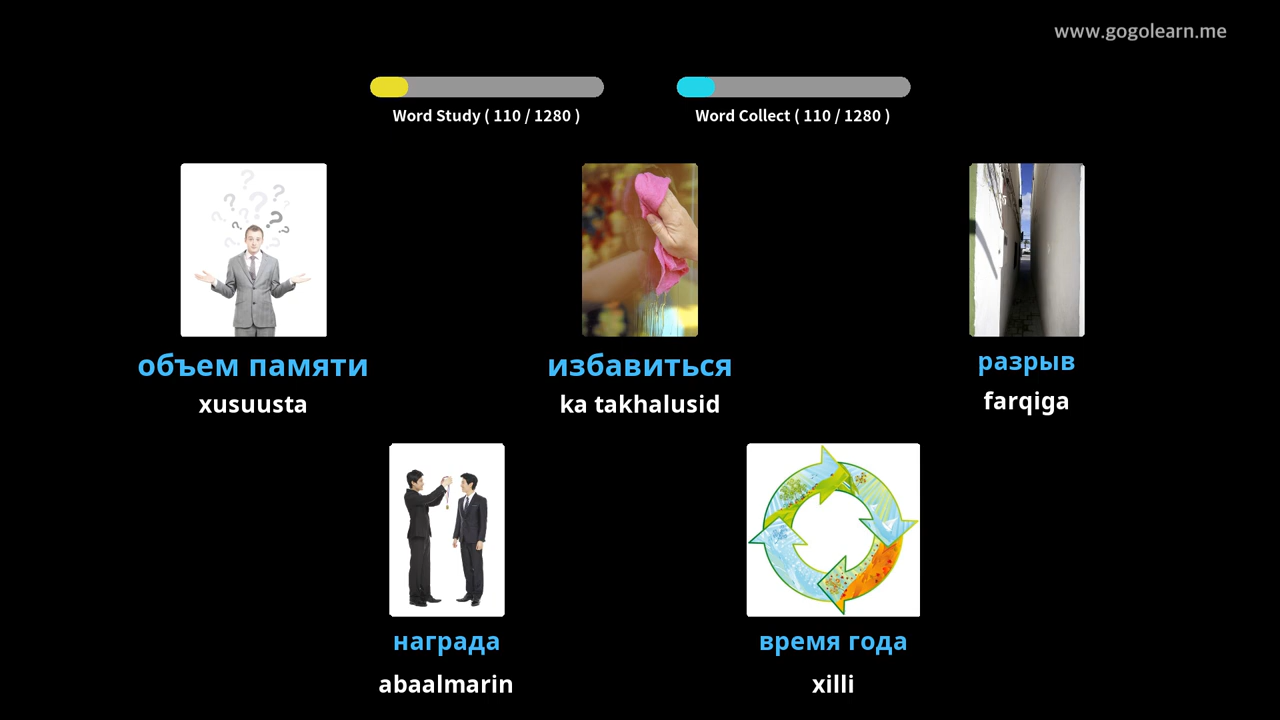 www.gogolearn.me
Word Study ( 110 / 1280 )
Word Collect ( 110 / 1280 )
объем памяти
xusuusta
избавиться
ka takhalusid
разрыв
farqiga
награда
abaalmarin
время года
xilli